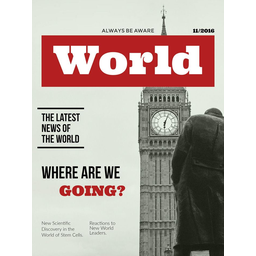 ALWAYS BE AWARE
11/2016
World
THE LATEST
NEWS OF
THE WORLD
WHERE ARE WE
GOING?
New Scientific
Discovery in the
World of Stem Cells.
Reactions to
New World
Leaders.